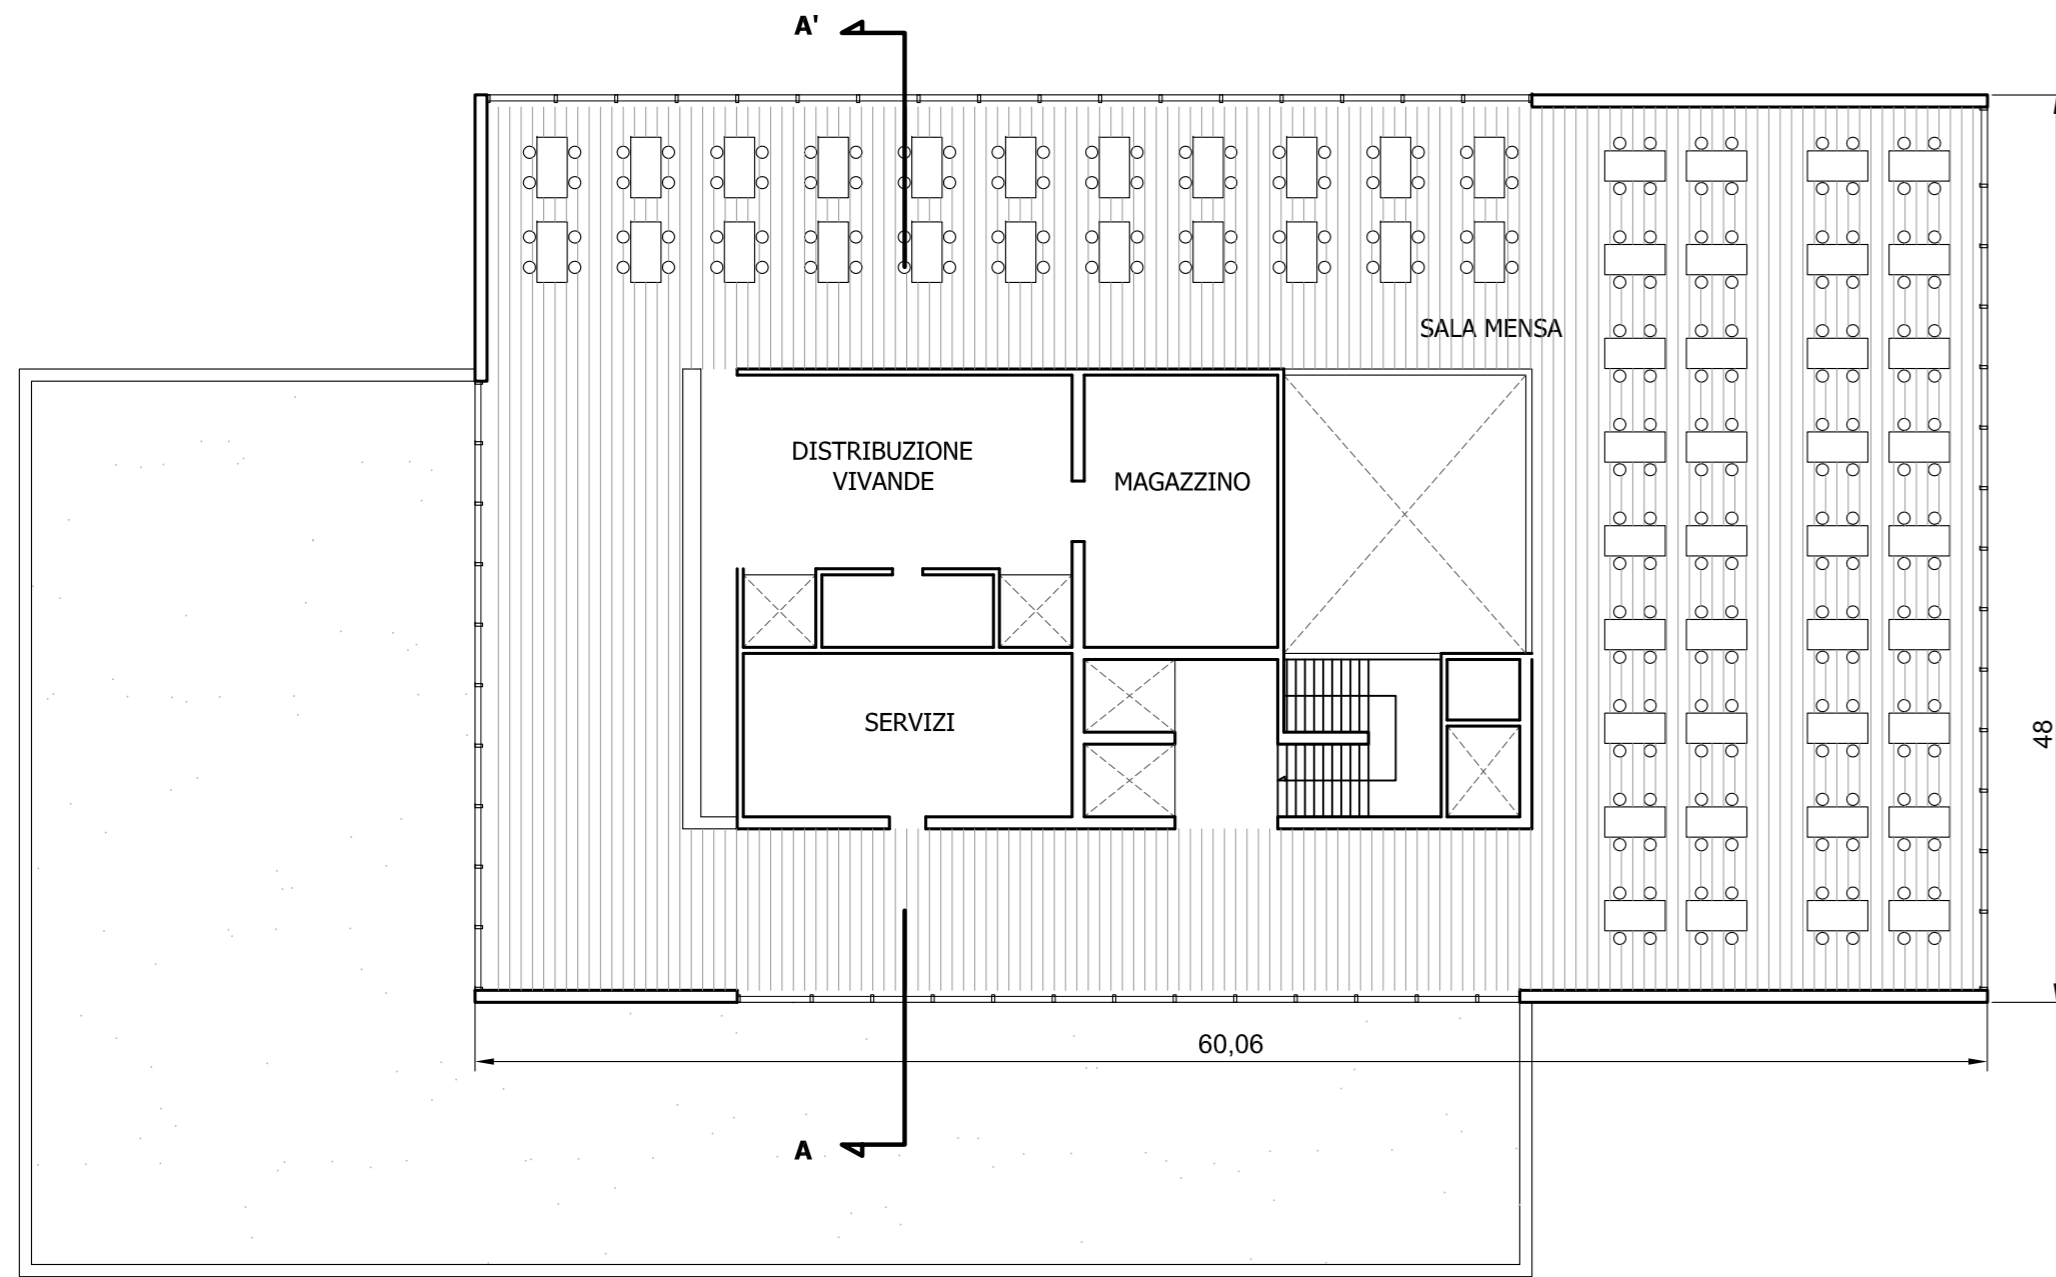 A'
SALA MENSA
DISTRIBUZIONE
VIVANDE
MAGAZZINO
SERVIZI
48
60,06
A